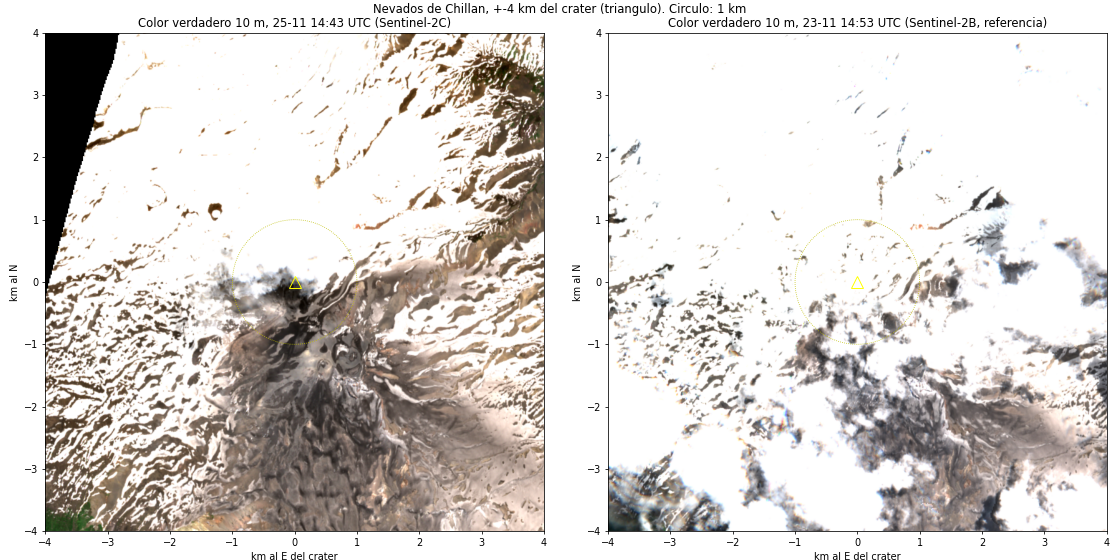 Nevados de Chillan, +-4 km del crater (triangulo). Circulo: 1 km
Color verdadero 10 m, 25-11 14:43 UTC (Sentinel-2C)
Color verdadero 10 m, 23-11 14:53 UTC (Sentinel-2B, referencia)
4
3
2
1
0
−1
−2
−3
−4
km al N
−4 −3 −2 −1 0 1 2 3 4
km al E del crater
4
3
2
1
0
−1
−2
−3
−4
km al N
−4 −3 −2 −1 0 1 2 3 4
km al E del crater